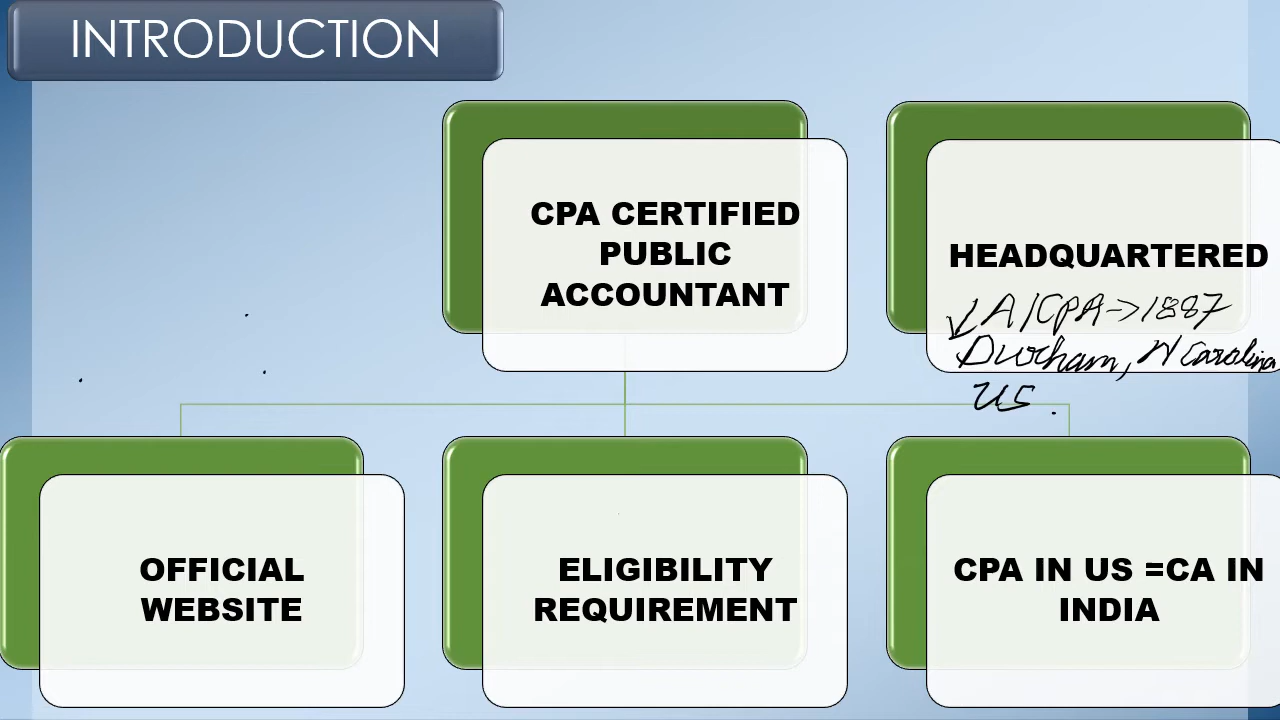 INTRODUCTION
CPA CERTIFIED
PUBLIC
ACCOUNTANT
HEADQUARTERED
AICPA->1887
Durham, N Carolina
US.
OFFICIAL
WEBSITE
ELIGIBILITY
REQUIREMENT
CPA IN US =CA IN
INDIA